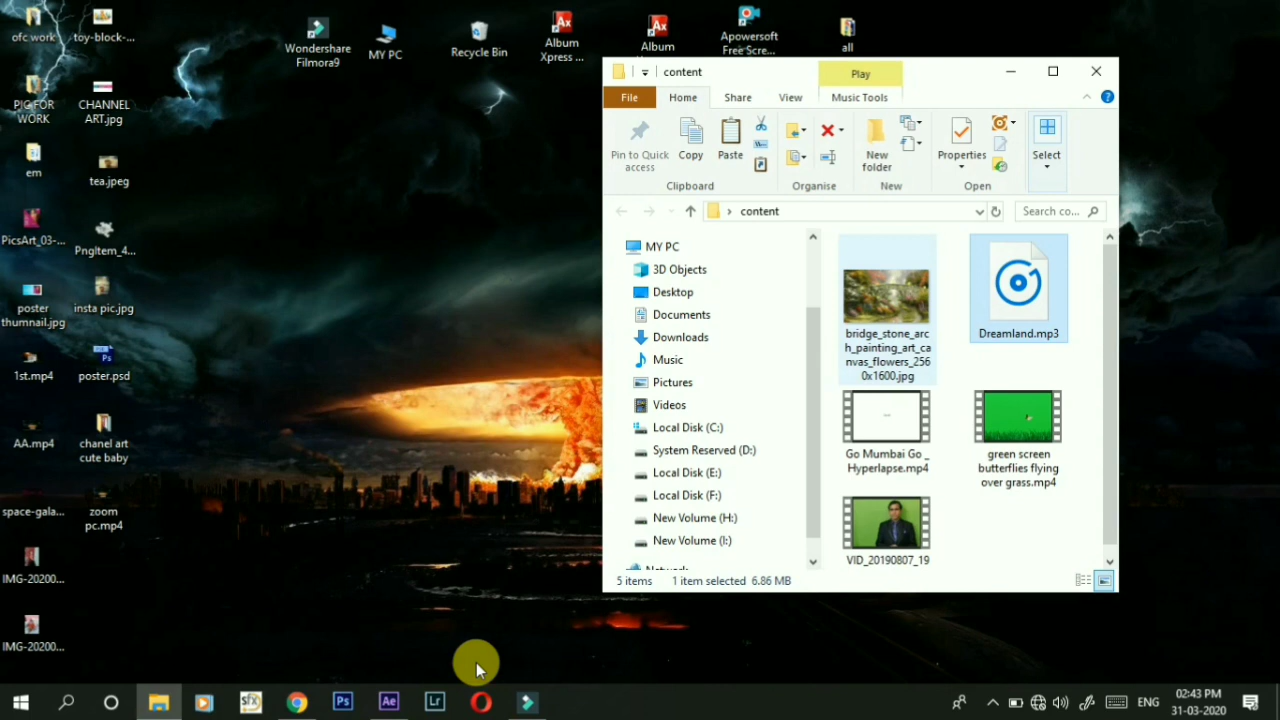 ofc work
toy-block-...
PIC FOR
WORK
CHANNEL
ART.jpg
em
tea.jpeg
PicsArt_03-...
PngItem_4...
poster
thumnail.jpg
insta pic.jpg
1st.mp4
Ps
poster.psd
AA.mp4
chanel art
cute baby
space-gala...
zoom
pc.mp4
IMG-20200...
IMG-20200...
Wondershare
Filmora9
MY PC
Recycle Bin
Album
Xpress ...
Album
Apowersoft
Free Scre...
all
content
Play
File
Home
Share
View
Music Tools
Pin to Quick
access
Copy
Paste
New
folder
Properties
Select
Clipboard
Organise
New
Open
content
Search co...
MY PC
3D Objects
Desktop
Documents
Downloads
Music
Pictures
Videos
Local Disk (C:)
System Reserved (D:)
Local Disk (E:)
Local Disk (F:)
New Volume (H:)
New Volume (I:)
Network
bridge_stone_arc
h_painting_art_ca
nvas_flowers_256
0x1600.jpg
Dreamland.mp3
Go Mumbai Go _
Hyperlapse.mp4
green screen
butterflies flying
over grass.mp4
VID_20190807_19
5 items
1 item selected
6.86 MB
sfx
Ps
Ae
Lr
ENG
02:43 PM
31-03-2020